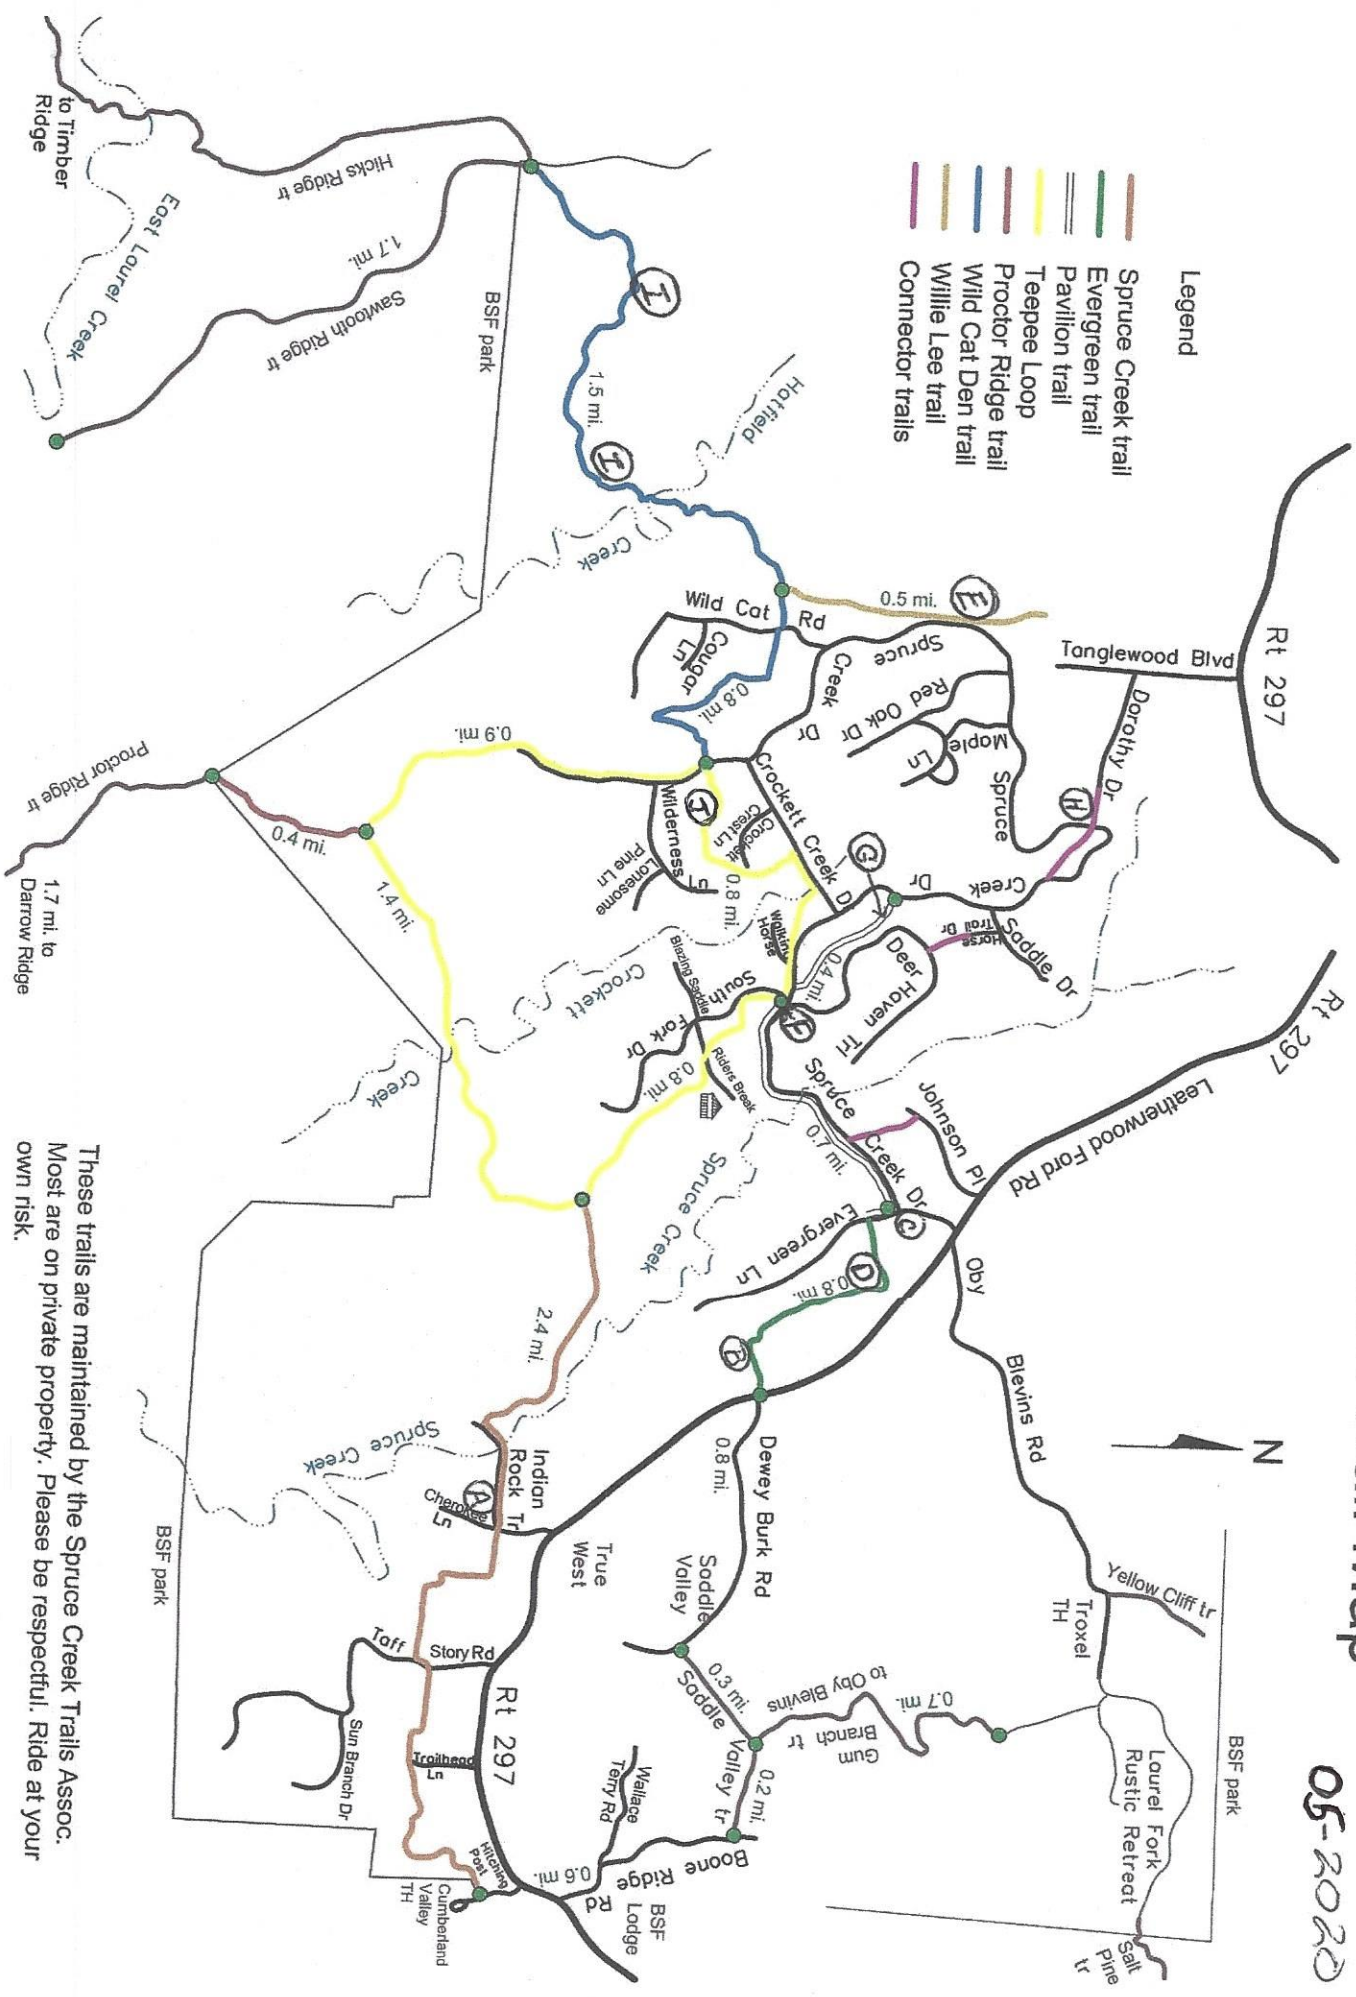 Map
05-2020
Legend
Spruce Creek trail
Evergreen trail
Pavilion trail
Teepee Loop
Proctor Ridge trail
Wild Cat Den trail
Willie Lee trail
Connector trails
Rt 297
Tanglewood Blvd
Dorothy Dr
H
Rt 297
Leatherwood Ford Rd
N
BSF park
Yellow Cliff tr
Troxel
TH
Laurel Fork
Rustic Retreat
Salt
Pine
tr
Oby
Blevins Rd
Johnson Pl
E
0.5 mi.
Wild Cat Rd
Cougar
Ln
Spruce
Creek
Dr
Red Oak Dr
Maple
Ln
Spruce
Creek
Dr
Saddle Dr
Horse
Trail Dr
Deer Haven Trl
G
Crockett Creek Dr
Crockett
Crest Ln
J
0.8 mi.
0.8 mi.
Wilderness
Ln
Lonesome
Pine Ln
Walking
Horse
0.4 mi.
F
South
Fork Dr
Blazing Saddle
Riders Break
0.8 mi.
Spruce
Creek Dr
0.7 mi.
C
Evergreen
Ln
D
0.8 mi.
B
Spruce Creek
Crockett
Creek
Hatfield
Creek
I
1.5 mi.
I
Hicks Ridge tr
to Timber
Ridge
East Laurel Creek
1.7 mi.
Sawtooth Ridge tr
BSF park
0.9 mi.
0.4 mi.
Proctor Ridge tr
1.7 mi. to
Darrow Ridge
1.4 mi.
2.4 mi.
Indian
Rock Tr
A
Cherokee
Ln
Spruce Creek
BSF park
True
West
Dewey Burk Rd
0.8 mi.
Saddle
Valley
0.3 mi.
Saddle
Valley tr
0.2 mi.
to Oby Blevins
Gum
Branch tr
0.7 mi.
Boone Ridge
Rd
Wallace
Terry Rd
0.6 mi.
BSF
Lodge
Rt 297
Story Rd
Taff
Sun Branch Dr
Trailhead
Ln
Hitching
Post
Cumberland
Valley
TH
These trails are maintained by the Spruce Creek Trails Assoc.
Most are on private property. Please be respectful. Ride at your
own risk.